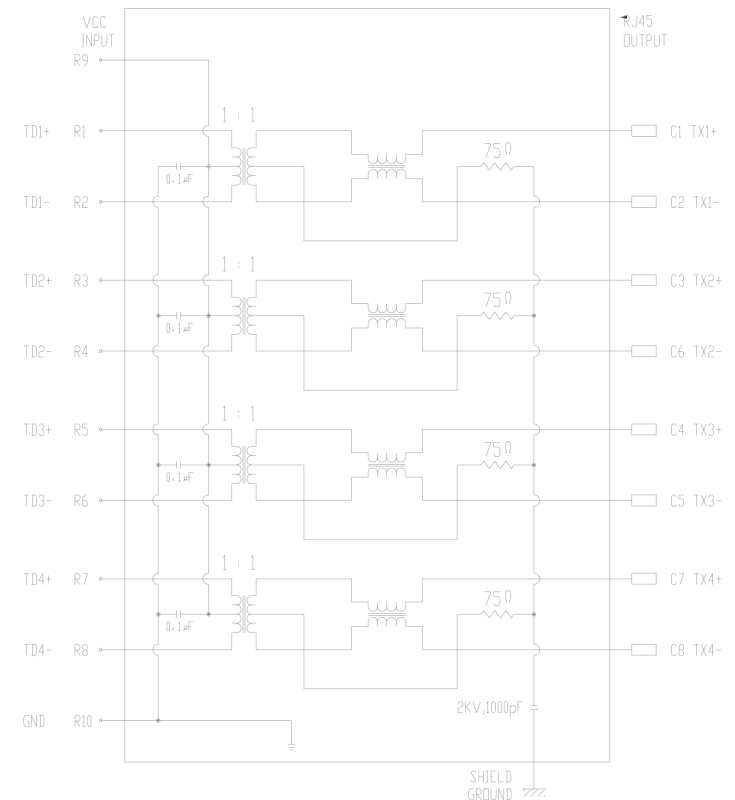 VCC
INPUT
R9
RJ45
OUTPUT
1 : 1
TD1+ R1
75Ω
C1 TX1+
0.1µF
TD1- R2
C2 TX1-
1 : 1
TD2+ R3
75Ω
C3 TX2+
0.1µF
TD2- R4
C6 TX2-
1 : 1
TD3+ R5
75Ω
C4 TX3+
0.1µF
TD3- R6
C5 TX3-
1 : 1
TD4+ R7
75Ω
C7 TX4+
0.1µF
TD4- R8
C8 TX4-
2KV,1000pF
GND R10
SHIELD
GROUND